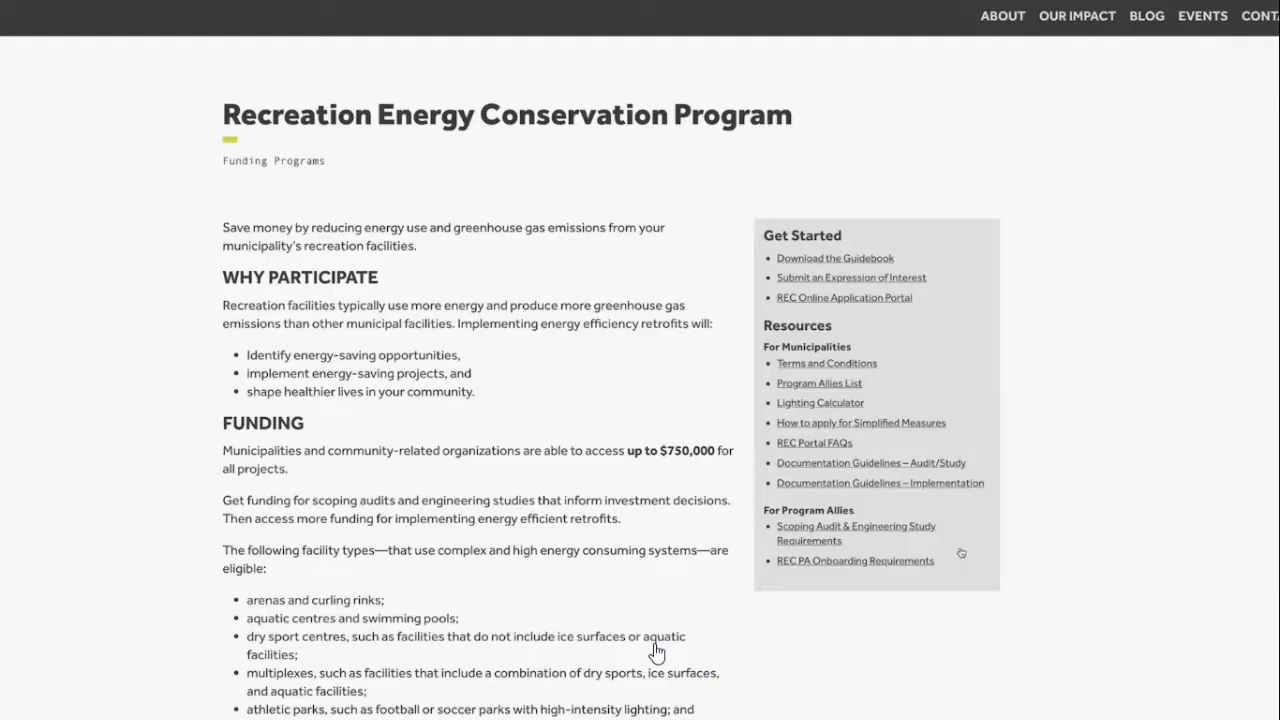 ABOUT OUR IMPACT BLOG EVENTS
Recreation Energy Conservation Program
Funding Programs
Save money by reducing energy use and greenhouse gas emissions from your
municipality's recreation facilities.
WHY PARTICIPATE
Recreation facilities typically use more energy and produce more greenhouse gas
emissions than other municipal facilities. Implementing energy efficiency retrofits will:
• Identify energy-saving opportunities,
• implement energy-saving projects, and
• shape healthier lives in your community.
FUNDING
Municipalities and community-related organizations are able to access up to $750,000 for
all projects.
Get funding for scoping audits and engineering studies that inform investment decisions.
Then access more funding for implementing energy efficient retrofits.
The following facility types—that use complex and high energy consuming systems—are
eligible:
• arenas and curling rinks;
• aquatic centres and swimming pools;
• dry sport centres, such as facilities that do not include ice surfaces or aquatic
facilities;
• multiplexes, such as facilities that include a combination of dry sports, ice surfaces,
and aquatic facilities;
• athletic parks, such as football or soccer parks with high-intensity lighting; and
Get Started
• Download the Guidebook
• Submit an Expression of Interest
• REC Online Application Portal
Resources
For Municipalities
• Terms and Conditions
• Program Allies List
• Lighting Calculator
• How to apply for Simplified Measures
• REC Portal FAQs
• Documentation Guidelines – Audit/Study
• Documentation Guidelines – Implementation
For Program Allies
• Scoping Audit & Engineering Study
Requirements
• REC PA Onboarding Requirements